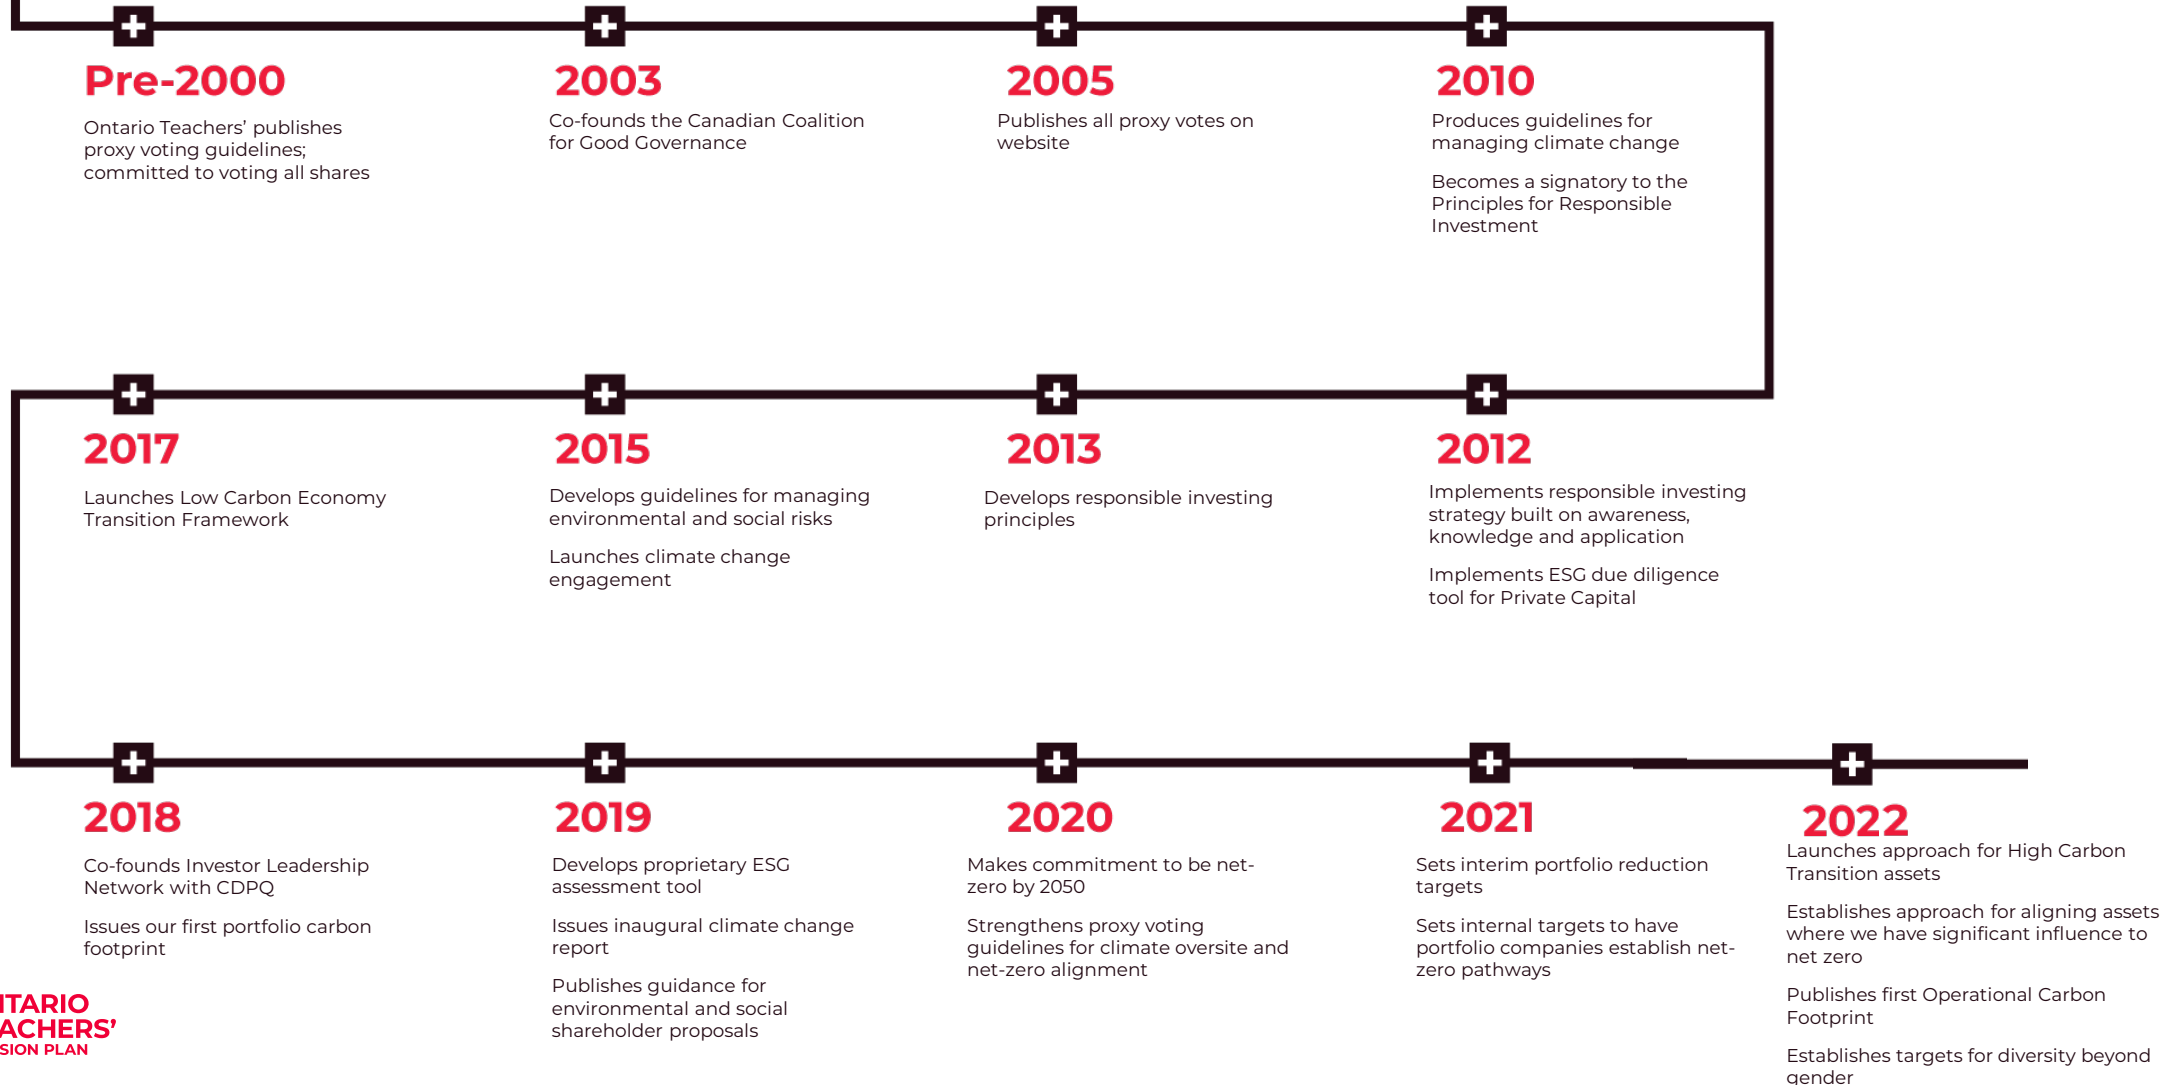 Pre-2000
Ontario Teachers’ publishes
proxy voting guidelines;
committed to voting all shares
2003
Co-founds the Canadian Coalition
for Good Governance
2005
Publishes all proxy votes on
website
2010
Produces guidelines for
managing climate change
Becomes a signatory to the
Principles for Responsible
Investment
2017
Launches Low Carbon Economy
Transition Framework
2015
Develops guidelines for managing
environmental and social risks
Launches climate change
engagement
2013
Develops responsible investing
principles
2012
Implements responsible investing
strategy built on awareness,
knowledge and application
Implements ESG due diligence
tool for Private Capital
2018
Co-founds Investor Leadership
Network with CDPQ
Issues our first portfolio carbon
footprint
2019
Develops proprietary ESG
assessment tool
Issues inaugural climate change
report
Publishes guidance for
environmental and social
shareholder proposals
2020
Makes commitment to be net-
zero by 2050
Strengthens proxy voting
guidelines for climate oversite and
net-zero alignment
2021
Sets interim portfolio reduction
targets
Sets internal targets to have
portfolio companies establish net-
zero pathways
2022
Launches approach for High Carbon
Transition assets
Establishes approach for aligning assets
where we have significant influence to
net zero
Publishes first Operational Carbon
Footprint
Establishes targets for diversity beyond
gender
NTARIO
ACHERS’
SION PLAN